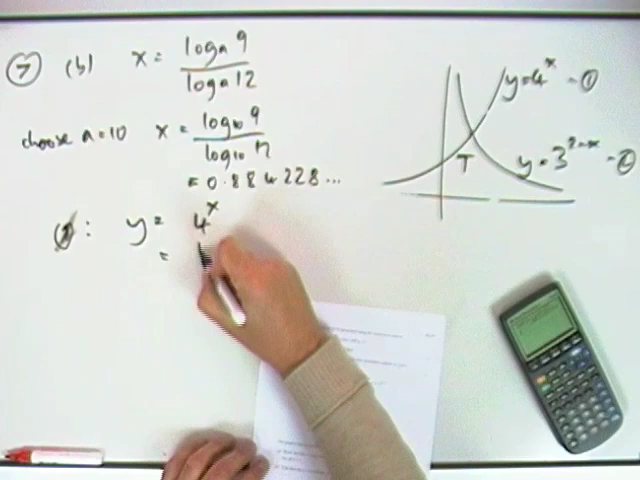 ⑦ (b) x = loga 9 / loga 12
choose a = 10 x = log10 9 / log10 12
= 0.884228...
①: y = 4^x
=
y = 4^x - ①
T
y = 3^2-x - ②